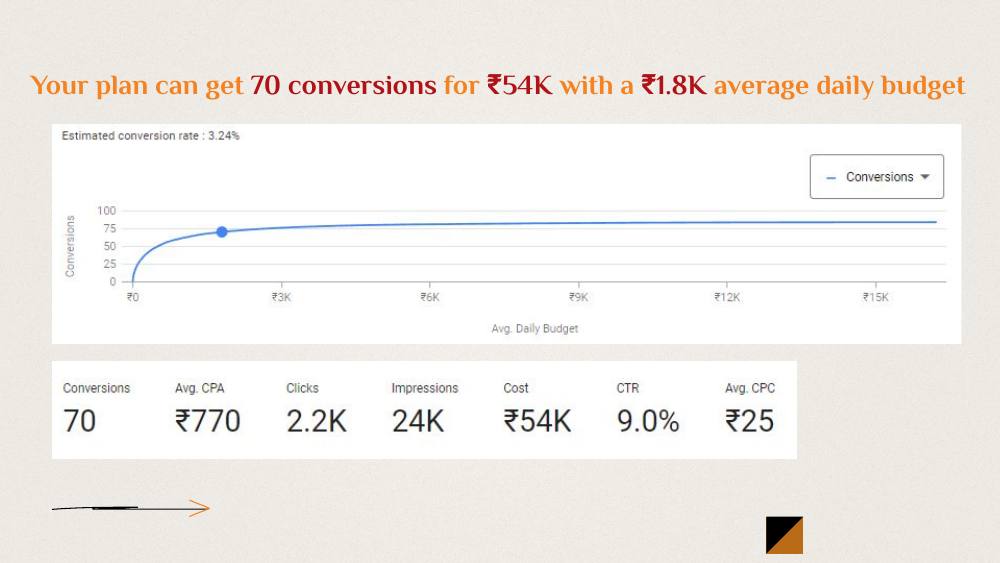 Your plan can get 70 conversions for ₹54K with a ₹1.8K average daily budget
Estimated conversion rate : 3.24%
Conversions
100
75
50
25
0
Conversions
₹0 ₹3K ₹6K ₹9K ₹12K ₹15K
Avg. Daily Budget
Conversions Avg. CPA Clicks Impressions Cost CTR Avg. CPC
70 ₹770 2.2K 24K ₹54K 9.0% ₹25